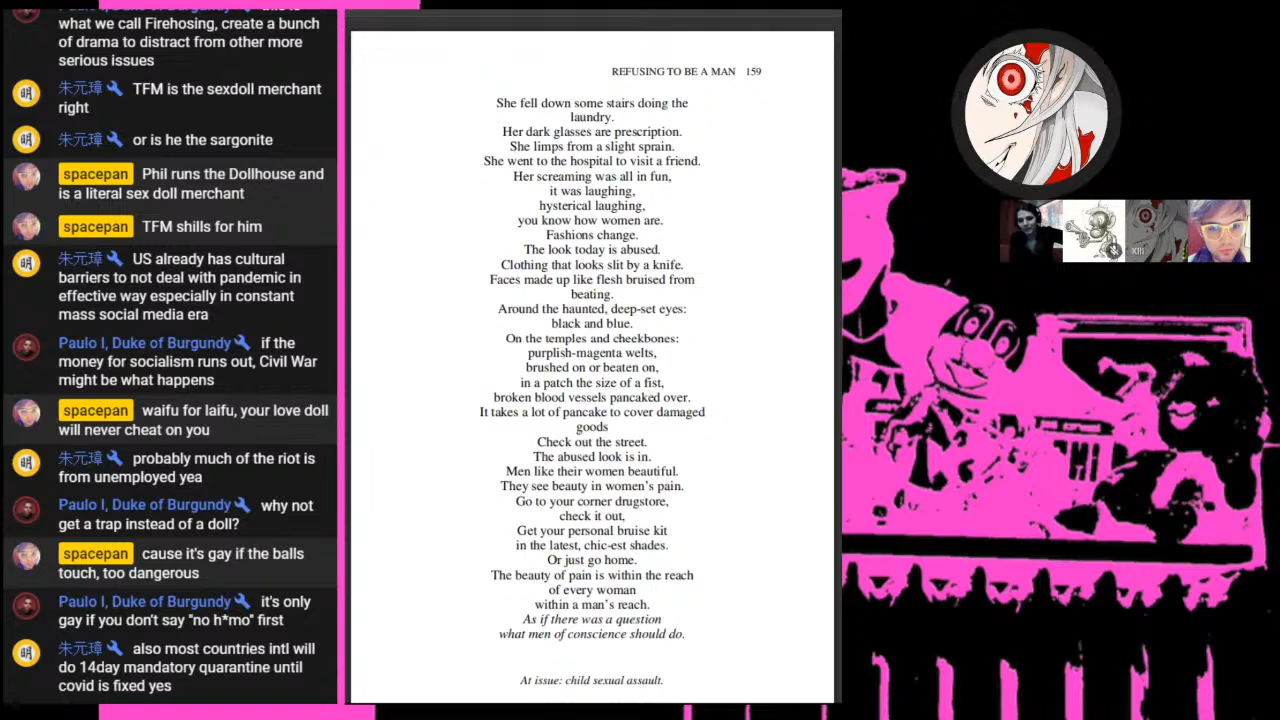 what we call Firehosing, create a bunch
of drama to distract from other more
serious issues
朱元璋 TFM is the sexdoll merchant
right
朱元璋 or is he the sargonite
spacepan Phil runs the Dollhouse and
is a literal sex doll merchant
spacepan TFM shills for him
朱元璋 US already has cultural
barriers to not deal with pandemic in
effective way especially in constant
mass social media era
Paulo I, Duke of Burgundy if the
money for socialism runs out, Civil War
might be what happens
spacepan waifu for laifu, your love doll
will never cheat on you
朱元璋 probably much of the riot is
from unemployed yea
Paulo I, Duke of Burgundy why not
get a trap instead of a doll?
spacepan cause it's gay if the balls
touch, too dangerous
Paulo I, Duke of Burgundy it's only
gay if you don't say "no h*mo" first
朱元璋 also most countries intl will
do 14day mandatory quarantine until
covid is fixed yes
REFUSING TO BE A MAN 159
She fell down some stairs doing the
laundry.
Her dark glasses are prescription.
She limps from a slight sprain.
She went to the hospital to visit a friend.
Her screaming was all in fun,
it was laughing,
hysterical laughing,
you know how women are.
Fashions change.
The look today is abused.
Clothing that looks slit by a knife.
Faces made up like flesh bruised from
beating.
Around the haunted, deep-set eyes:
black and blue.
On the temples and cheekbones:
purplish-magenta welts,
brushed on or beaten on,
in a patch the size of a fist,
broken blood vessels pancaked over.
It takes a lot of pancake to cover damaged
goods
Check out the street.
The abused look is in.
Men like their women beautiful.
They see beauty in women's pain.
Go to your corner drugstore,
check it out,
Get your personal bruise kit
in the latest, chic-est shades.
Or just go home.
The beauty of pain is within the reach
of every woman
within a man's reach.
As if there was a question
what men of conscience should do.
At issue: child sexual assault.
XIII